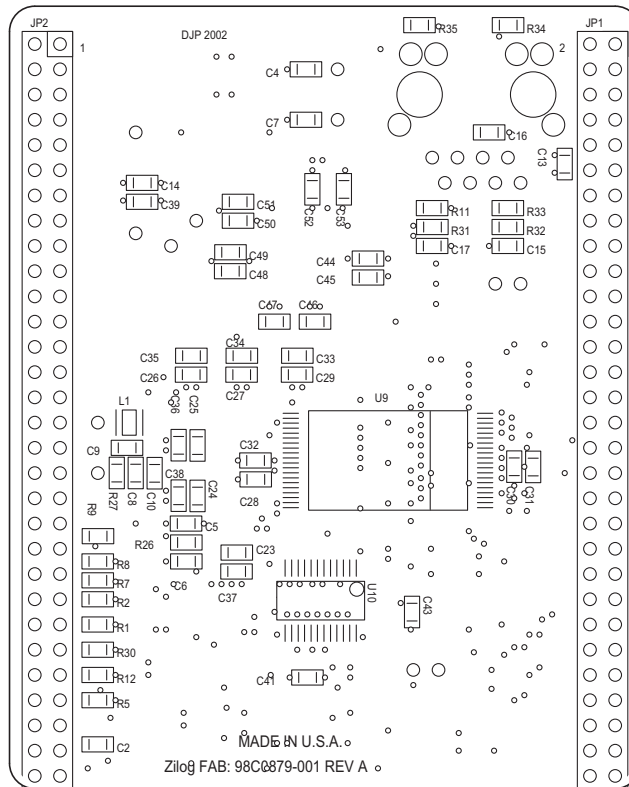 JP2
JP1
1
DJP 2002
R35
R34
2
C4
C7
C16
C13
C14
C39
C51
C50
C52
C53
R11
R33
R31
R32
C17
C15
C49
C48
C44
C45
C47
C46
C34
C35
C33
C26
C27
C29
L1
C36
C25
U9
C9
C32
C38
C24
C28
R27
C8
C10
C30
C31
R9
C5
R26
C23
R8
R7
C6
C37
U10
R2
C43
R1
R30
R12
C41
R5
C2
MADE IN U.S.A.
Zilog FAB: 98C0879-001 REV A